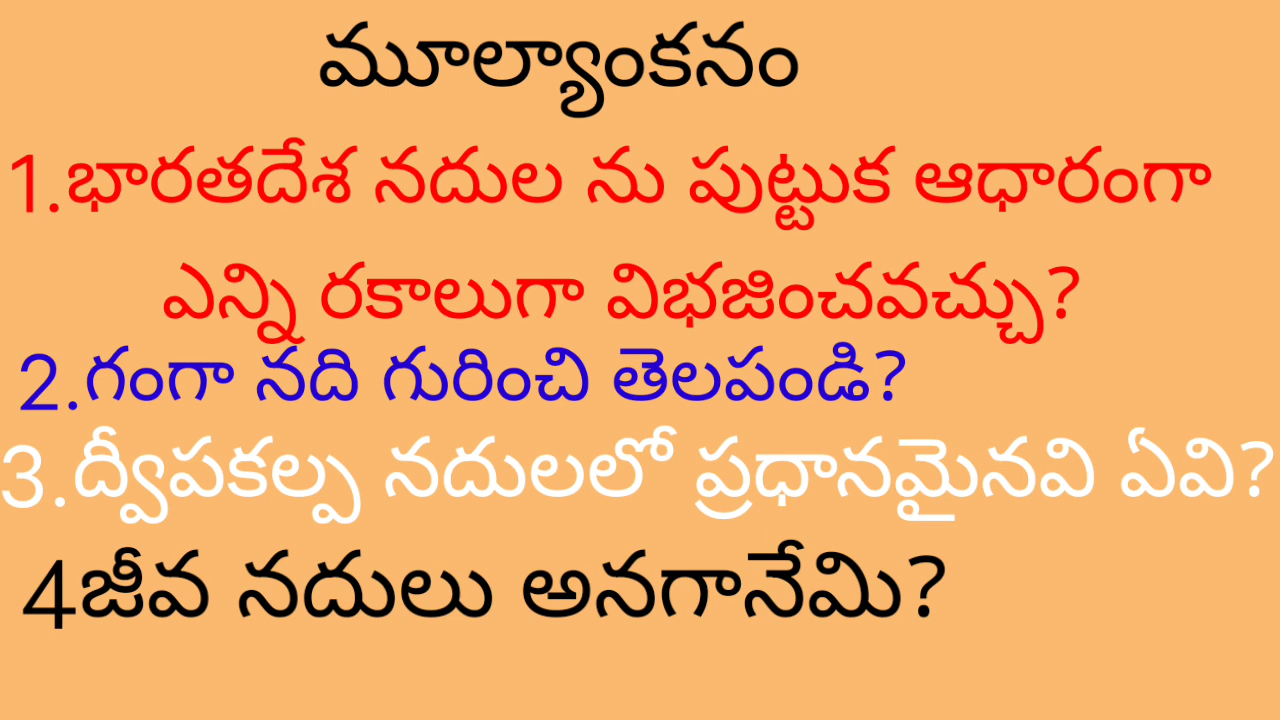 మూల్యాంకనం
1.భారతదేశ నదుల ను పుట్టుక ఆధారంగా
ఎన్ని రకాలుగా విభజించవచ్చు?
2.గంగా నది గురించి తెలపండి?
3.ద్వీపకల్ప నదులలో ప్రధానమైనవి ఏవి?
4జీవ నదులు అనగానేమి?